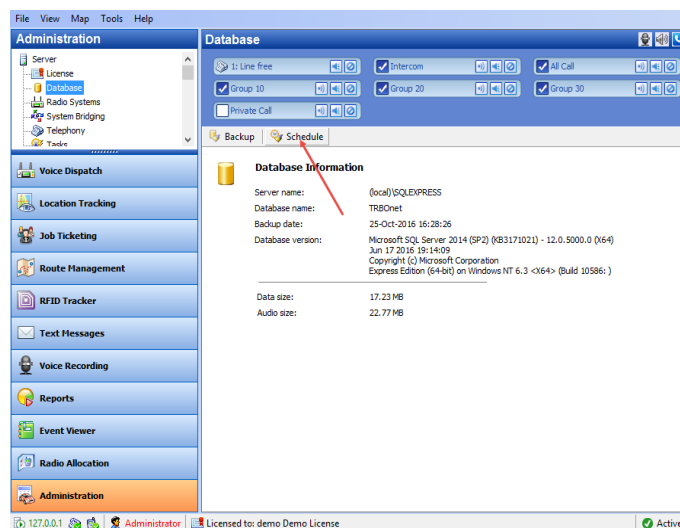 File View Map Tools Help
Administration
Server
License
Database
Radio Systems
System Bridging
Telephony
Tasks
Voice Dispatch
Location Tracking
Job Ticketing
Route Management
RFID Tracker
Text Messages
Voice Recording
Reports
Event Viewer
Radio Allocation
Administration
Database
1: Line free
Intercom
All Call
Group 10
Group 20
Group 30
Private Call
Backup Schedule
Database Information
Server name: (local)\SQLEXPRESS
Database name: TRBOnet
Backup date: 25-Oct-2016 16:28:26
Database version: Microsoft SQL Server 2014 (SP2) (KB3171021) - 12.0.5000.0 (X64)
Jun 17 2016 19:14:09
Copyright (c) Microsoft Corporation
Express Edition (64-bit) on Windows NT 6.3 <X64> (Build 10586: )
Data size: 17.23 MB
Audio size: 22.77 MB
127.0.0.1 Administrator Licensed to: demo Demo License Active